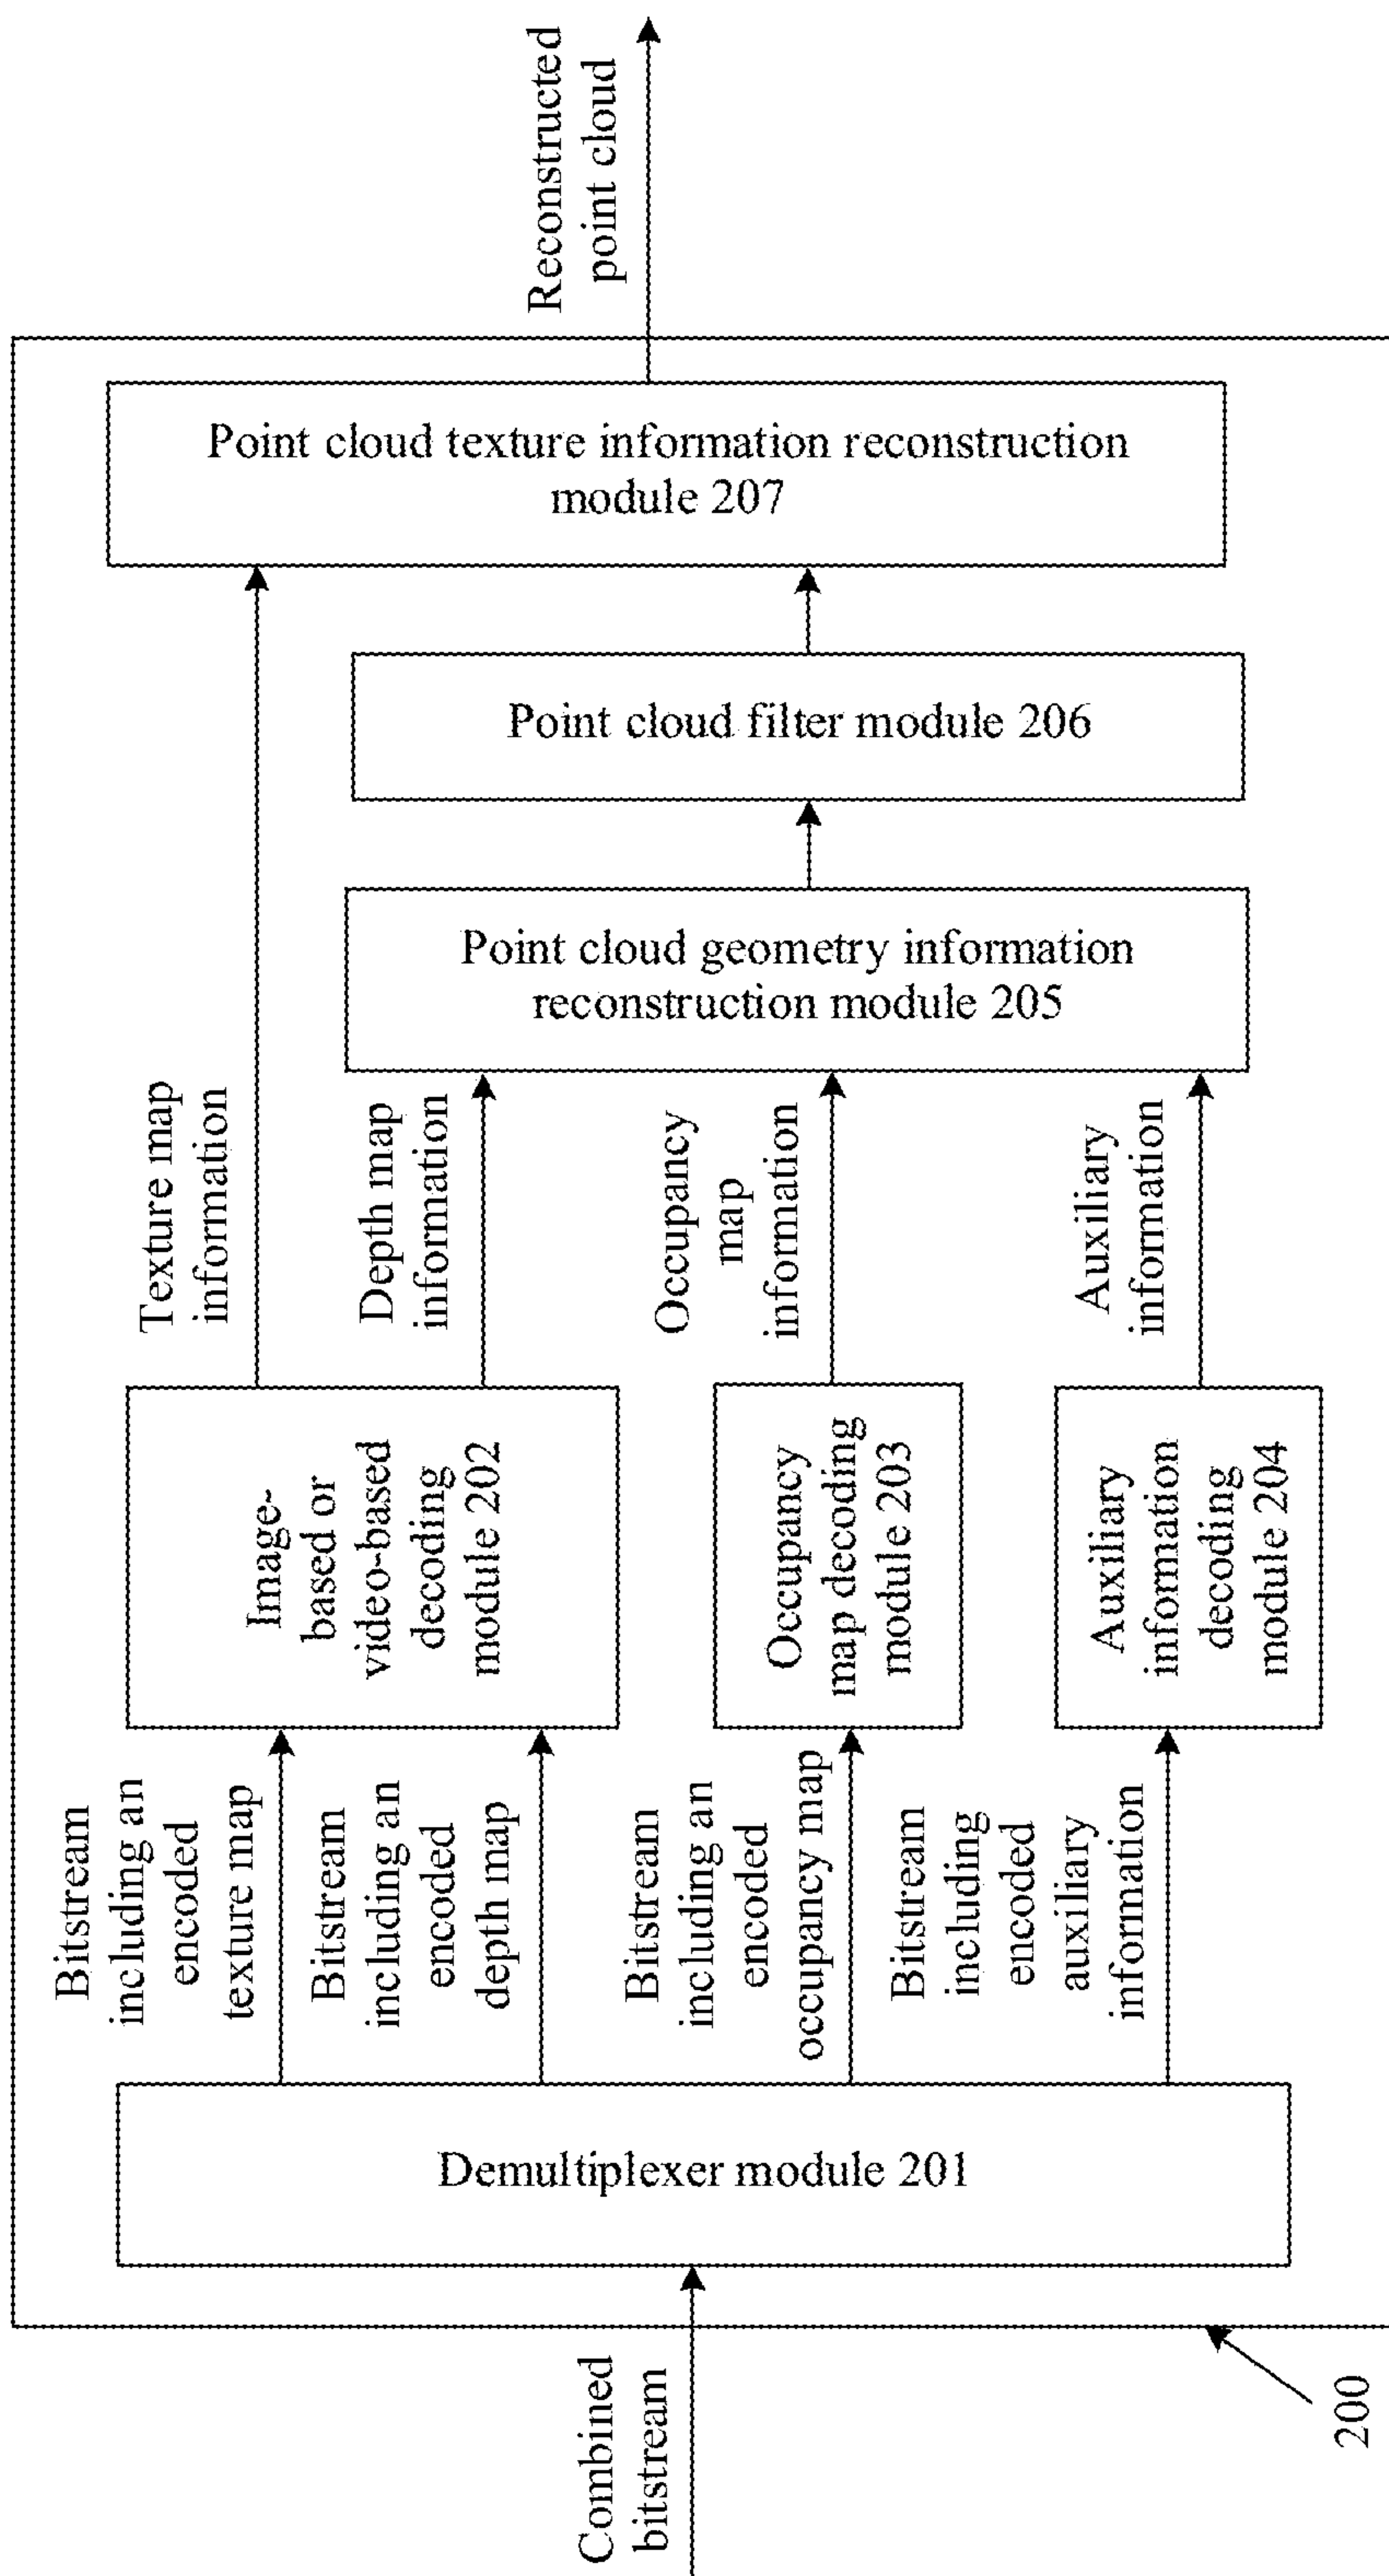 Combined
bitstream
200
Demultiplexer module 201
Bitstream
including an
encoded
texture map
Bitstream
including an
encoded
depth map
Bitstream
including an
encoded
occupancy map
Bitstream
including
encoded
auxiliary
information
Image-
based or
video-based
decoding
module 202
Occupancy
map decoding
module 203
Auxiliary
information
decoding
module 204
Texture map
information
Depth map
information
Occupancy
map
information
Auxiliary
information
Point cloud geometry information
reconstruction module 205
Point cloud filter module 206
Point cloud texture information reconstruction
module 207
Reconstructed
point cloud